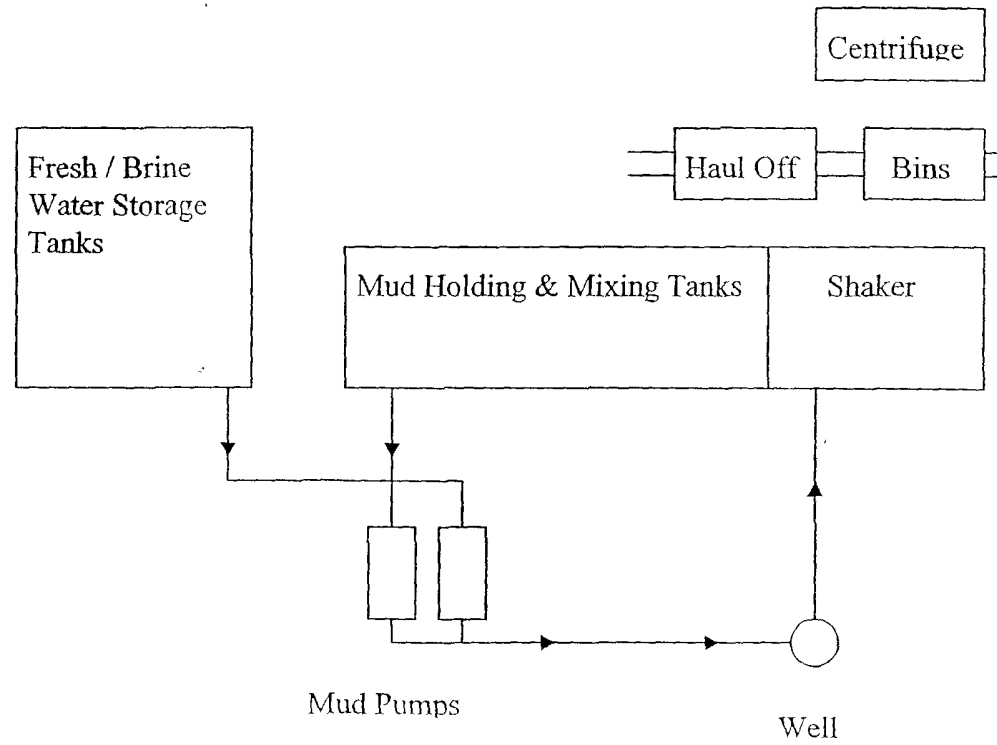 Centrifuge
Fresh / Brine
Water Storage
Tanks
Haul Off
Bins
Mud Holding & Mixing Tanks
Shaker
Mud Pumps
Well